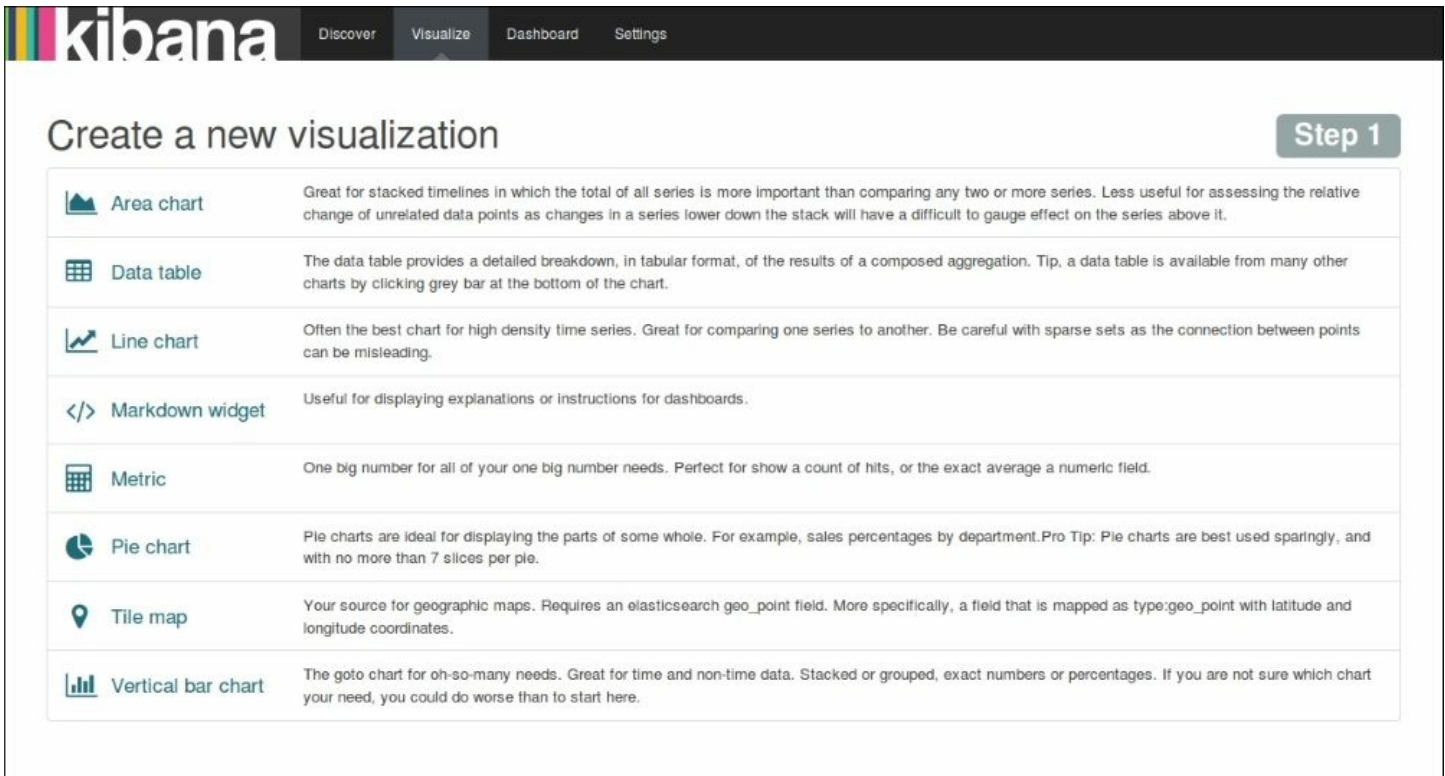 kibana Discover Visualize Dashboard Settings
Create a new visualization Step 1
Area chart
Great for stacked timelines in which the total of all series is more important than comparing any two or more series. Less useful for assessing the relative
change of unrelated data points as changes in a series lower down the stack will have a difficult to gauge effect on the series above it.
Data table
The data table provides a detailed breakdown, in tabular format, of the results of a composed aggregation. Tip, a data table is available from many other
charts by clicking grey bar at the bottom of the chart.
Line chart
Often the best chart for high density time series. Great for comparing one series to another. Be careful with sparse sets as the connection between points
can be misleading.
Markdown widget
Useful for displaying explanations or instructions for dashboards.
Metric
One big number for all of your one big number needs. Perfect for show a count of hits, or the exact average a numeric field.
Pie chart
Pie charts are ideal for displaying the parts of some whole. For example, sales percentages by department.Pro Tip: Pie charts are best used sparingly, and
with no more than 7 slices per pie.
Tile map
Your source for geographic maps. Requires an elasticsearch geo_point field. More specifically, a field that is mapped as type:geo_point with latitude and
longitude coordinates.
Vertical bar chart
The goto chart for oh-so-many needs. Great for time and non-time data. Stacked or grouped, exact numbers or percentages. If you are not sure which chart
your need, you could do worse than to start here.